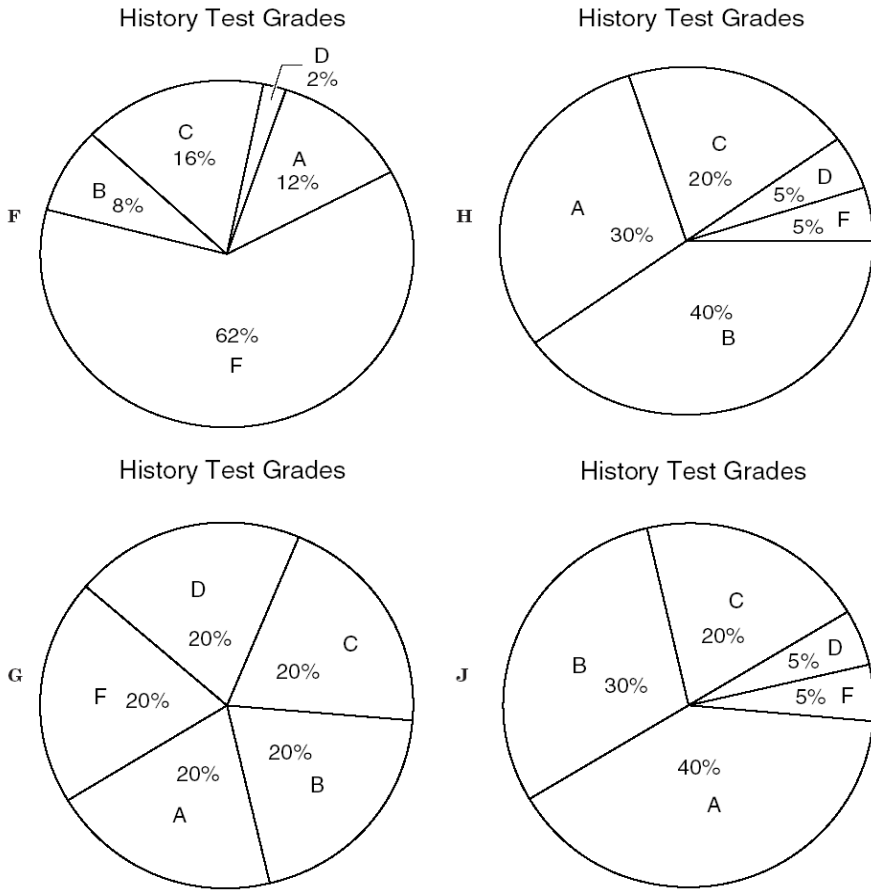 History Test Grades
D
2%
C
16%
A
12%
B
8%
F
62%
F
History Test Grades
C
20%
D
5%
A
30%
F
5%
H
40%
B
History Test Grades
D
20%
C
20%
F
20%
G
20%
B
20%
A
History Test Grades
C
20%
D
5%
B
30%
F
5%
J
40%
A